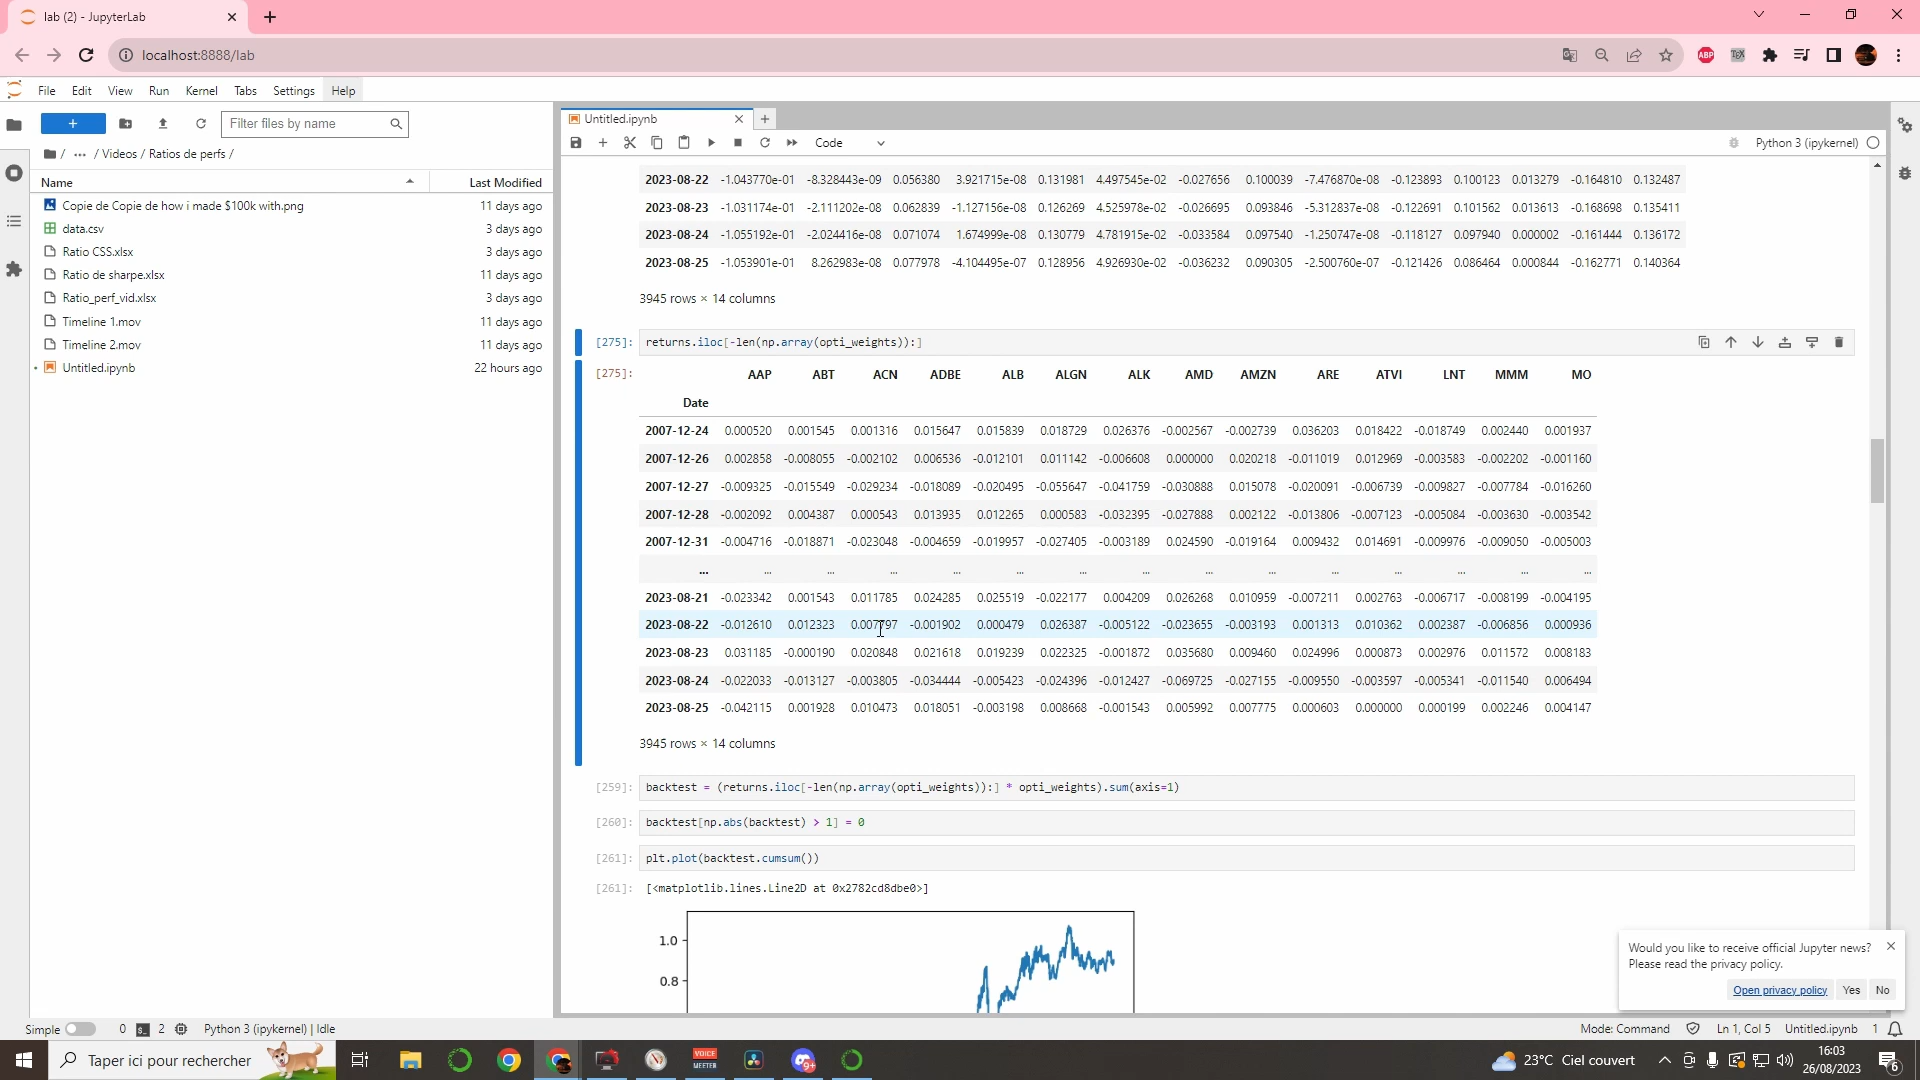 lab (2) - JupyterLab
localhost:8888/lab
File Edit View Run Kernel Tabs Settings Help
Filter files by name
/ ... / Videos / Ratios de perfs /
Name Last Modified
Copie de Copie de how i made $100k with.png 11 days ago
data.csv 3 days ago
Ratio CSS.xlsx 3 days ago
Ratio de sharpe.xlsx 11 days ago
Ratio_perf_vid.xlsx 3 days ago
Timeline 1.mov 11 days ago
Timeline 2.mov 11 days ago
Untitled.ipynb 22 hours ago
Untitled.ipynb
Code Python 3 (ipykernel)
2023-08-22 -1.043770e-01 -8.328443e-09 0.056380 3.921715e-08 0.131981 4.497545e-02 -0.027656 0.100039 -7.476870e-08 -0.123893 0.100123 0.013279 -0.164810 0.132487
2023-08-23 -1.031174e-01 -2.111202e-08 0.062839 -1.127156e-08 0.126269 4.525978e-02 -0.026695 0.093846 -5.312837e-08 -0.122691 0.101562 0.013613 -0.168698 0.135411
2023-08-24 -1.055192e-01 -2.024416e-08 0.071074 1.674999e-08 0.130779 4.781915e-02 -0.033584 0.097540 -1.250747e-08 -0.118127 0.097940 0.000002 -0.161444 0.136172
2023-08-25 -1.053901e-01 8.262983e-08 0.077978 -4.104495e-07 0.128956 4.926930e-02 -0.036232 0.090305 -2.500760e-07 -0.121426 0.086464 0.000844 -0.162771 0.140364
3945 rows × 14 columns
[275]: returns.iloc[-len(np.array(opti_weights)):]
[275]: AAP ABT ACN ADBE ALB ALGN ALK AMD AMZN ARE ATVI LNT MMM MO
Date
2007-12-24 0.000520 0.001545 0.001316 0.015647 0.015839 0.018729 0.026376 -0.002567 -0.002739 0.036203 0.018422 -0.018749 0.002440 0.001937
2007-12-26 0.002858 -0.008055 -0.002102 0.006536 -0.012101 0.011142 -0.006608 0.000000 0.020218 -0.011019 0.012969 -0.003583 -0.002202 -0.001160
2007-12-27 -0.009325 -0.015549 -0.029234 -0.018089 -0.020495 -0.055647 -0.041759 -0.030888 0.015078 -0.020091 -0.006739 -0.009827 -0.007784 -0.016260
2007-12-28 -0.002092 0.004387 0.000543 0.013935 0.012265 0.000583 -0.032395 -0.027888 0.002122 -0.013806 -0.007123 -0.005084 -0.003630 -0.003542
2007-12-31 -0.004716 -0.018871 -0.023048 -0.004659 -0.019957 -0.027405 -0.003189 0.024590 -0.019164 0.009432 0.014691 -0.009976 -0.009050 -0.005003
... ... ... ... ... ... ... ... ... ... ... ... ... ... ...
2023-08-21 -0.023342 0.001543 0.011785 0.024285 0.025519 -0.022177 0.004209 0.026268 0.010959 -0.007211 0.002763 -0.006717 -0.008199 -0.004195
2023-08-22 -0.012610 0.012323 0.007797 -0.001902 0.000479 0.026387 -0.005122 -0.023655 -0.003193 0.001313 0.010362 0.002387 -0.006856 0.000936
2023-08-23 0.031185 -0.000190 0.020848 0.021618 0.019239 0.022325 -0.001872 0.035680 0.009460 0.024996 0.000873 0.002976 0.011572 0.008183
2023-08-24 -0.022033 -0.013127 -0.003805 -0.034444 -0.005423 -0.024396 -0.012427 -0.069725 -0.027155 -0.009550 -0.003597 -0.005341 -0.011540 0.006494
2023-08-25 -0.042115 0.001928 0.010473 0.018051 -0.003198 0.008668 -0.001543 0.005992 0.007775 0.000603 0.000000 0.000199 0.002246 0.004147
3945 rows × 14 columns
[259]: backtest = (returns.iloc[-len(np.array(opti_weights)):] * opti_weights).sum(axis=1)
[260]: backtest[np.abs(backtest) > 1] = 0
[261]: plt.plot(backtest.cumsum())
[261]: [<matplotlib.lines.Line2D at 0x2782cd8dbe0>]
1.0
0.8
Would you like to receive official Jupyter news?
Please read the privacy policy.
Open privacy policy Yes No
Simple 0 2 Python 3 (ipykernel) | Idle Mode: Command Ln 1, Col 5 Untitled.ipynb 1
Taper ici pour rechercher
VOICE
MEETER
9+
23°C Ciel couvert
16:03
26/08/2023
6
ABP
TeX